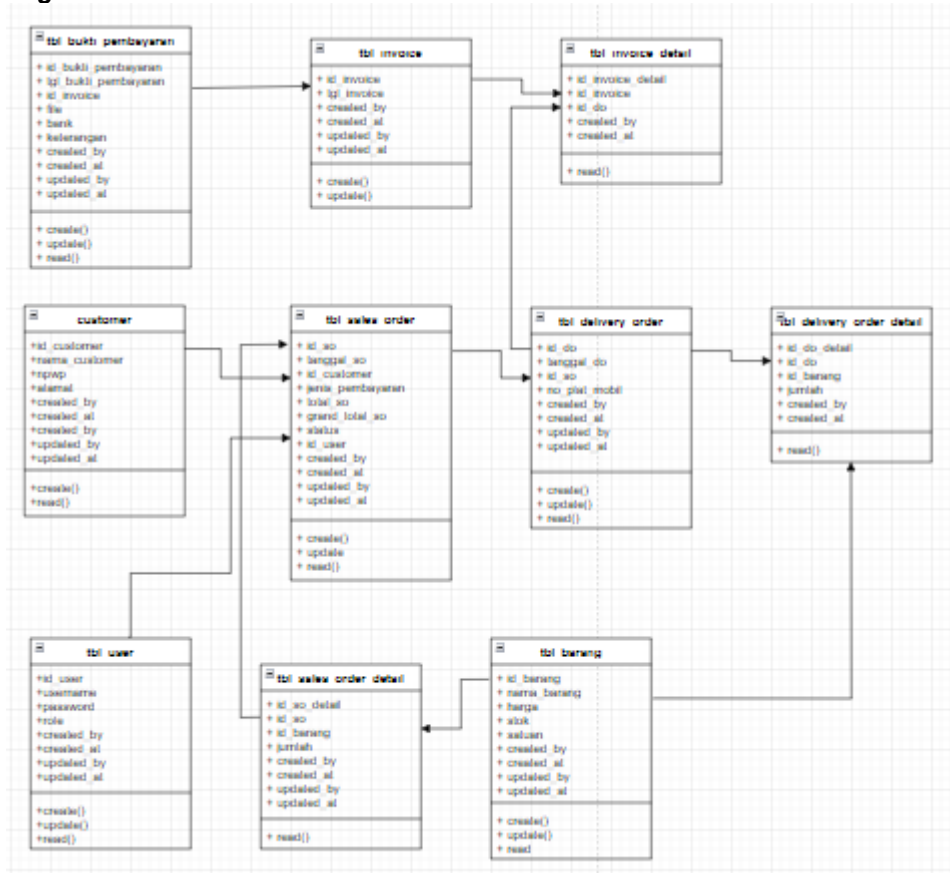 tbl bukti pembayaran
+ id_bukti_pembayaran
+ tgl_bukti_pembayaran
+ id_invoice
+ file
+ bank
+ keterangan
+ created_by
+ created_at
+ updated_by
+ updated_at
+ create()
+ update()
+ read()
tbl invoice
+ id_invoice
+ tgl_invoice
+ created_by
+ created_at
+ updated_by
+ updated_at
+ create()
+ update()
tbl invoice detail
+ id_invoice_detail
+ id_invoice
+ id_do
+ created_by
+ created_at
+ read()
customer
+id_customer
+nama_customer
+npwp
+alamat
+created_by
+created_at
+created_by
+updated_by
+updated_at
+create()
+read()
tbl sales order
+ id_so
+ tanggal_so
+ id_customer
+ jenis_pembayaran
+ total_so
+ grand_total_so
+ status
+ id_user
+ created_by
+ created_at
+ updated_by
+ updated_at
+ create()
+ update
+ read()
tbl delivery order
+ id_do
+ tanggal_do
+ id_so
+ no_plat_mobil
+ created_by
+ created_at
+ updated_by
+ updated_at
+ create()
+ update()
+ read()
tbl delivery order detail
+ id_do_detail
+ id_do
+ id_barang
+ jumlah
+ created_by
+ created_at
+ read()
tbl user
+id_user
+username
+password
+role
+created_by
+created_at
+updated_by
+updated_at
+create()
+update()
+read()
tbl sales order detail
+ id_so_detail
+ id_so
+ id_barang
+ jumlah
+ created_by
+ created_at
+ updated_by
+ updated_at
+ read()
tbl barang
+ id_barang
+ nama_barang
+ harga
+ stok
+ satuan
+ created_by
+ created_at
+ updated_by
+ updated_at
+ create()
+ update()
+ read